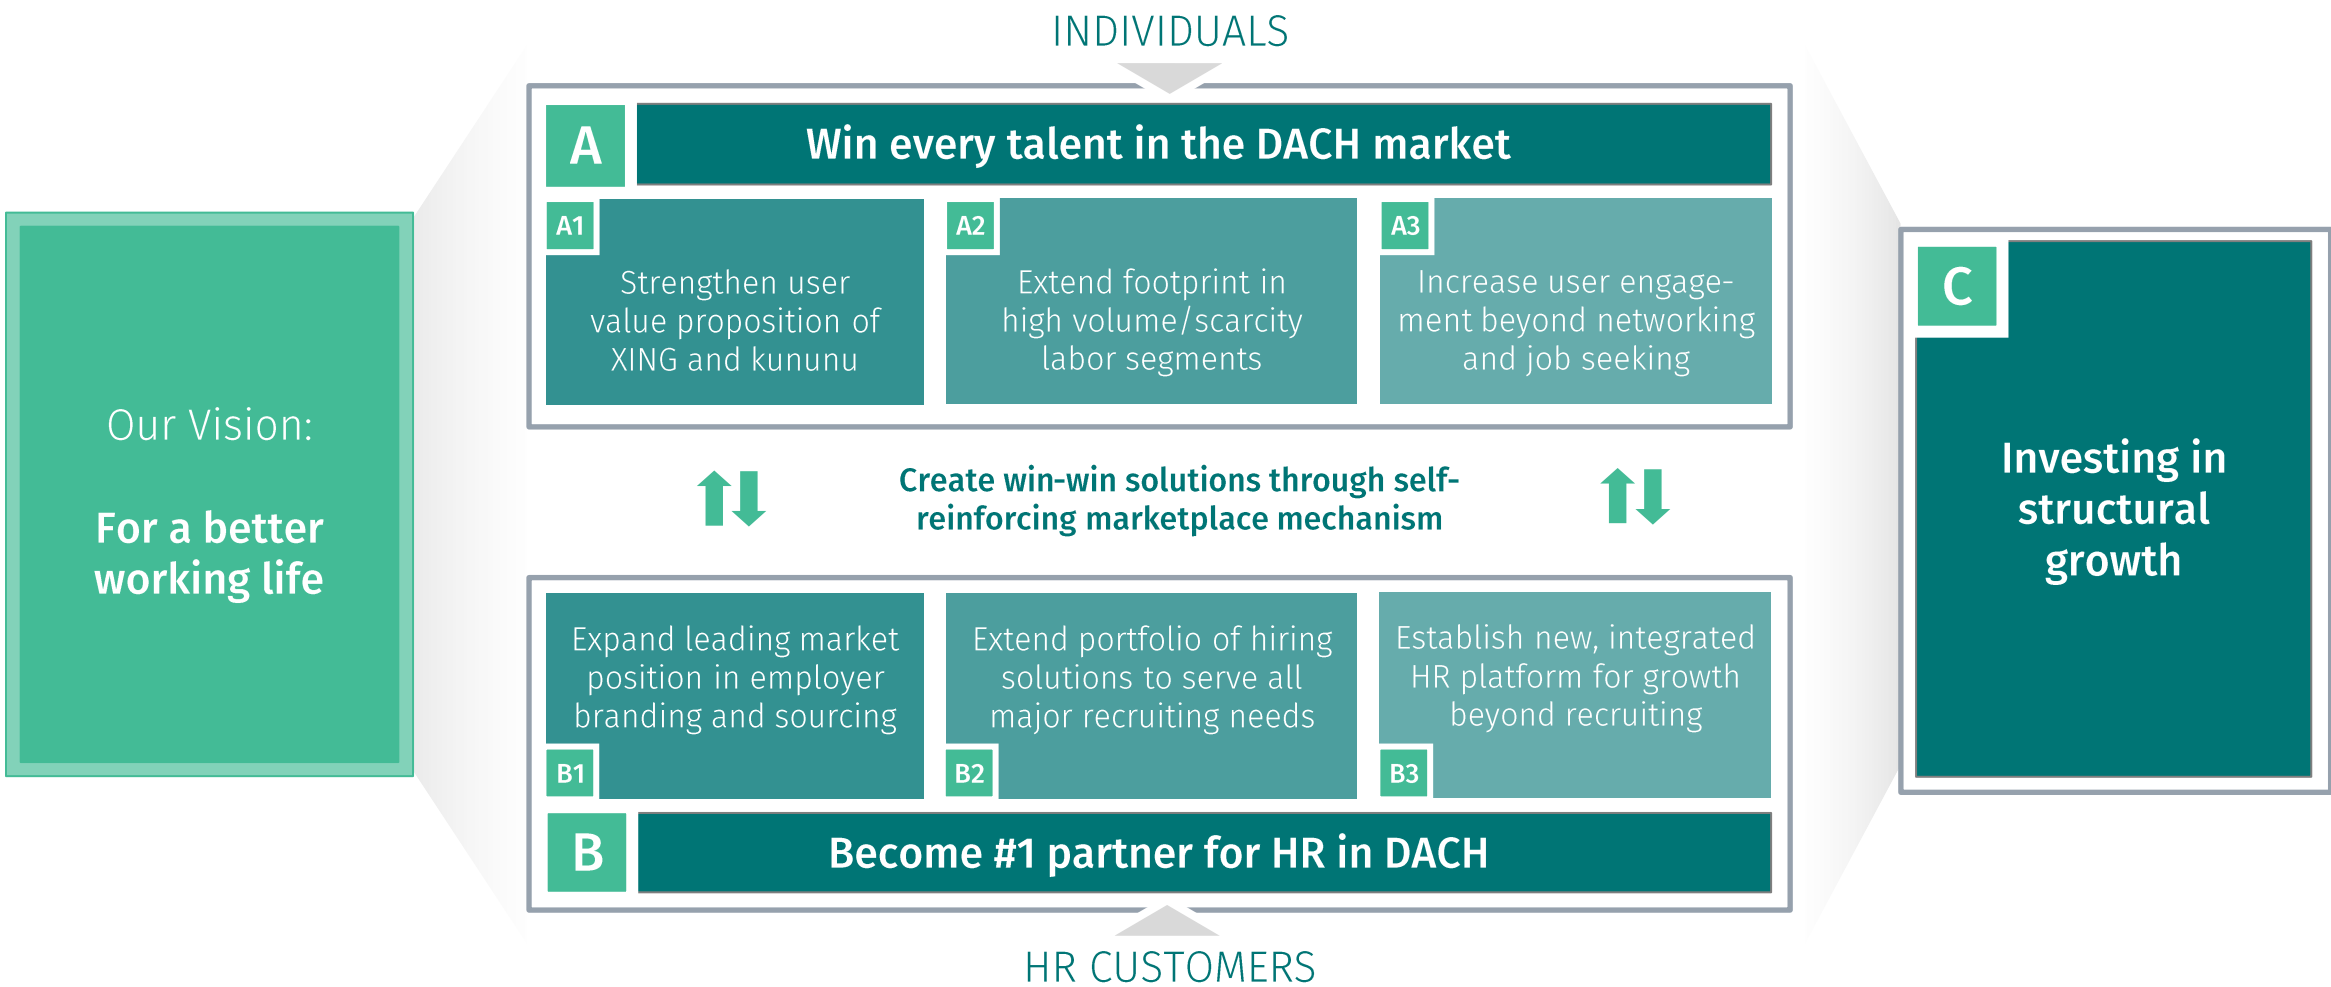 INDIVIDUALS
A
Win every talent in the DACH market
A1
Strengthen user
value proposition of
XING and kununu
A2
Extend footprint in
high volume/scarcity
labor segments
A3
Increase user engage-
ment beyond networking
and job seeking
Our Vision:
For a better
working life
Create win-win solutions through self-
reinforcing marketplace mechanism
C
Investing in
structural
growth
Expand leading market
position in employer
branding and sourcing
B1
Extend portfolio of hiring
solutions to serve all
major recruiting needs
B2
Establish new, integrated
HR platform for growth
beyond recruiting
B3
B
Become #1 partner for HR in DACH
HR CUSTOMERS